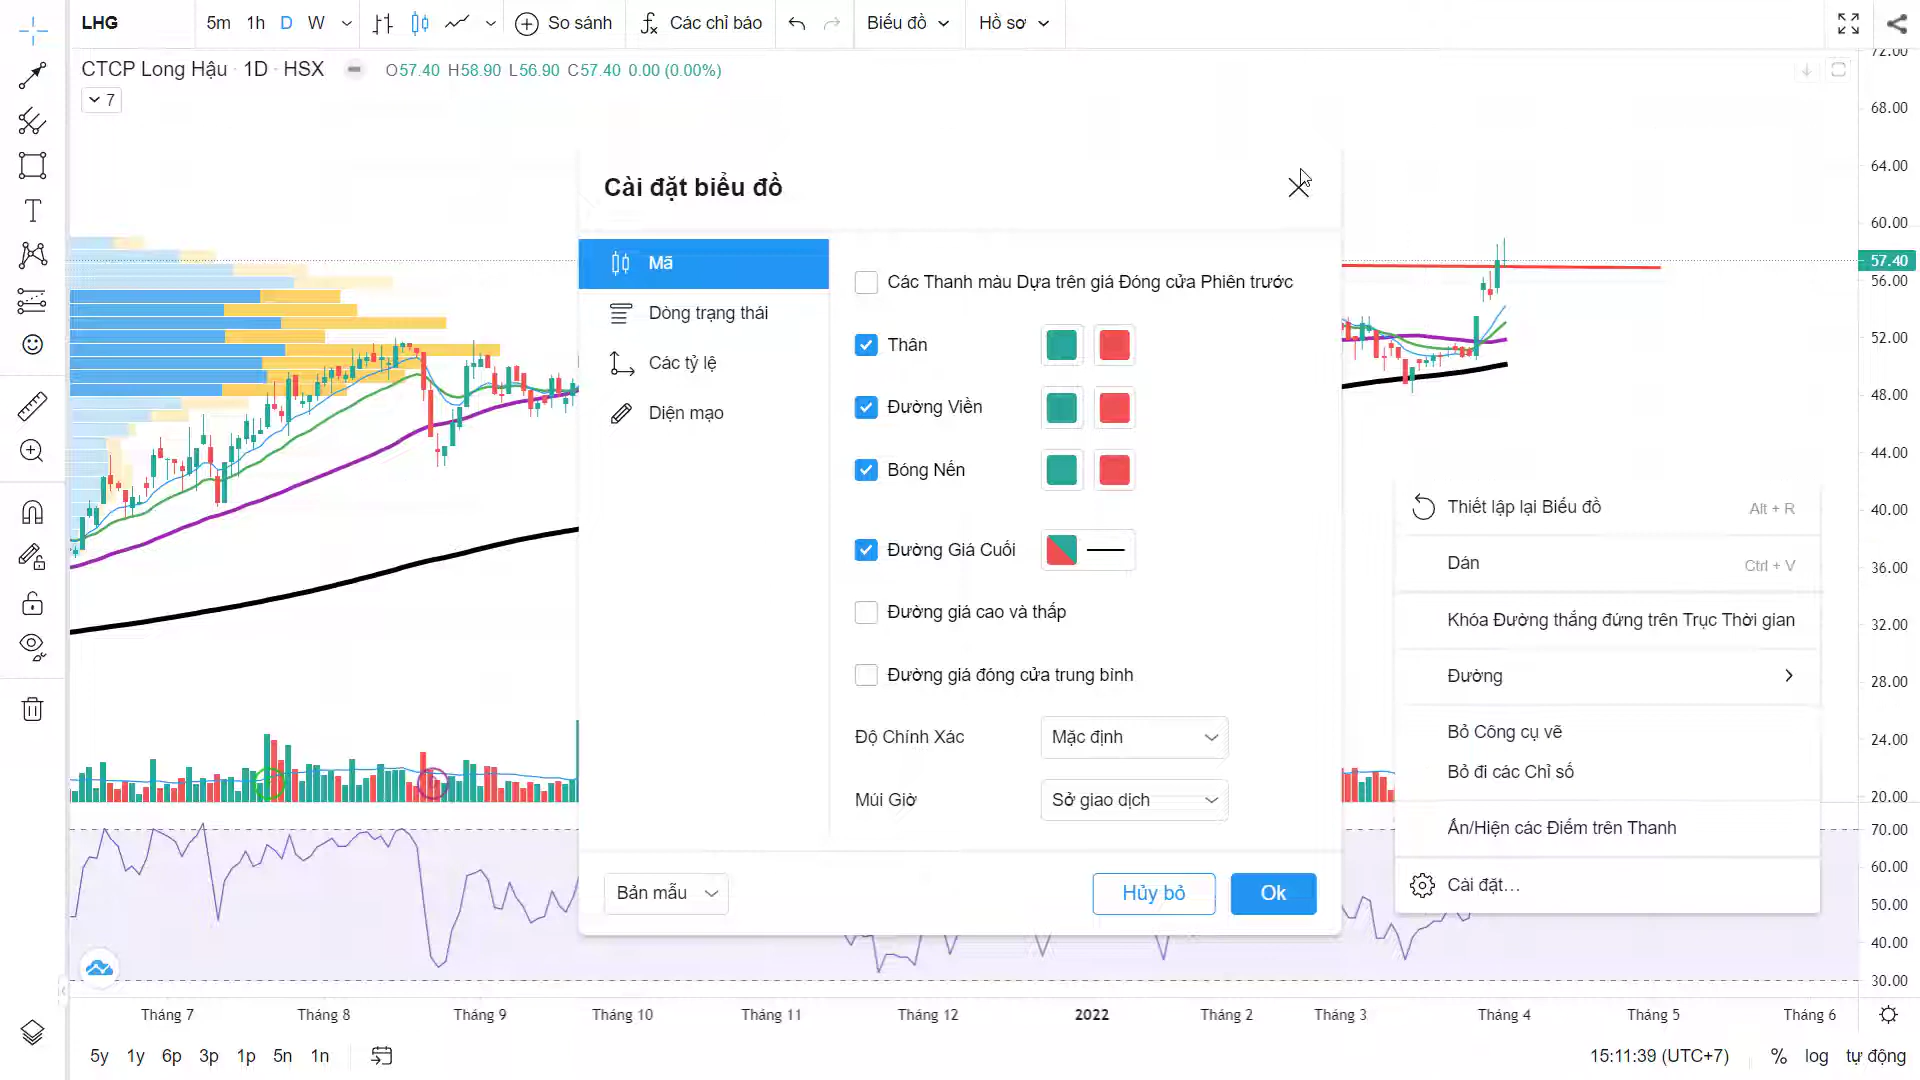 LHG
5m 1h D W
So sánh
Các chỉ báo
Biểu đồ
Hồ sơ
CTCP Long Hậu · 1D · HSX
O57.40 H58.90 L56.90 C57.40 0.00 (0.00%)
7
Cài đặt biểu đồ
Mã
Dòng trạng thái
Các tỷ lệ
Diện mạo
Các Thanh màu Dựa trên giá Đóng cửa Phiên trước
Thân
Đường Viền
Bóng Nến
Đường Giá Cuối
Đường giá cao và thấp
Đường giá đóng cửa trung bình
Độ Chính Xác
Mặc định
Múi Giờ
Sở giao dịch
Bản mẫu
Hủy bỏ
Ok
Thiết lập lại Biểu đồ Alt + R
Dán Ctrl + V
Khóa Đường thẳng đứng trên Trục Thời gian
Đường
Bỏ Công cụ vẽ
Bỏ đi các Chỉ số
Ẩn/Hiện các Điểm trên Thanh
Cài đặt...
72.00
68.00
64.00
60.00
57.40
56.00
52.00
48.00
44.00
40.00
36.00
32.00
28.00
24.00
20.00
70.00
60.00
50.00
40.00
30.00
Tháng 7 Tháng 8 Tháng 9 Tháng 10 Tháng 11 Tháng 12 2022 Tháng 2 Tháng 3 Tháng 4 Tháng 5 Tháng 6
5y 1y 6p 3p 1p 5n 1n
15:11:39 (UTC+7)
% log tự động